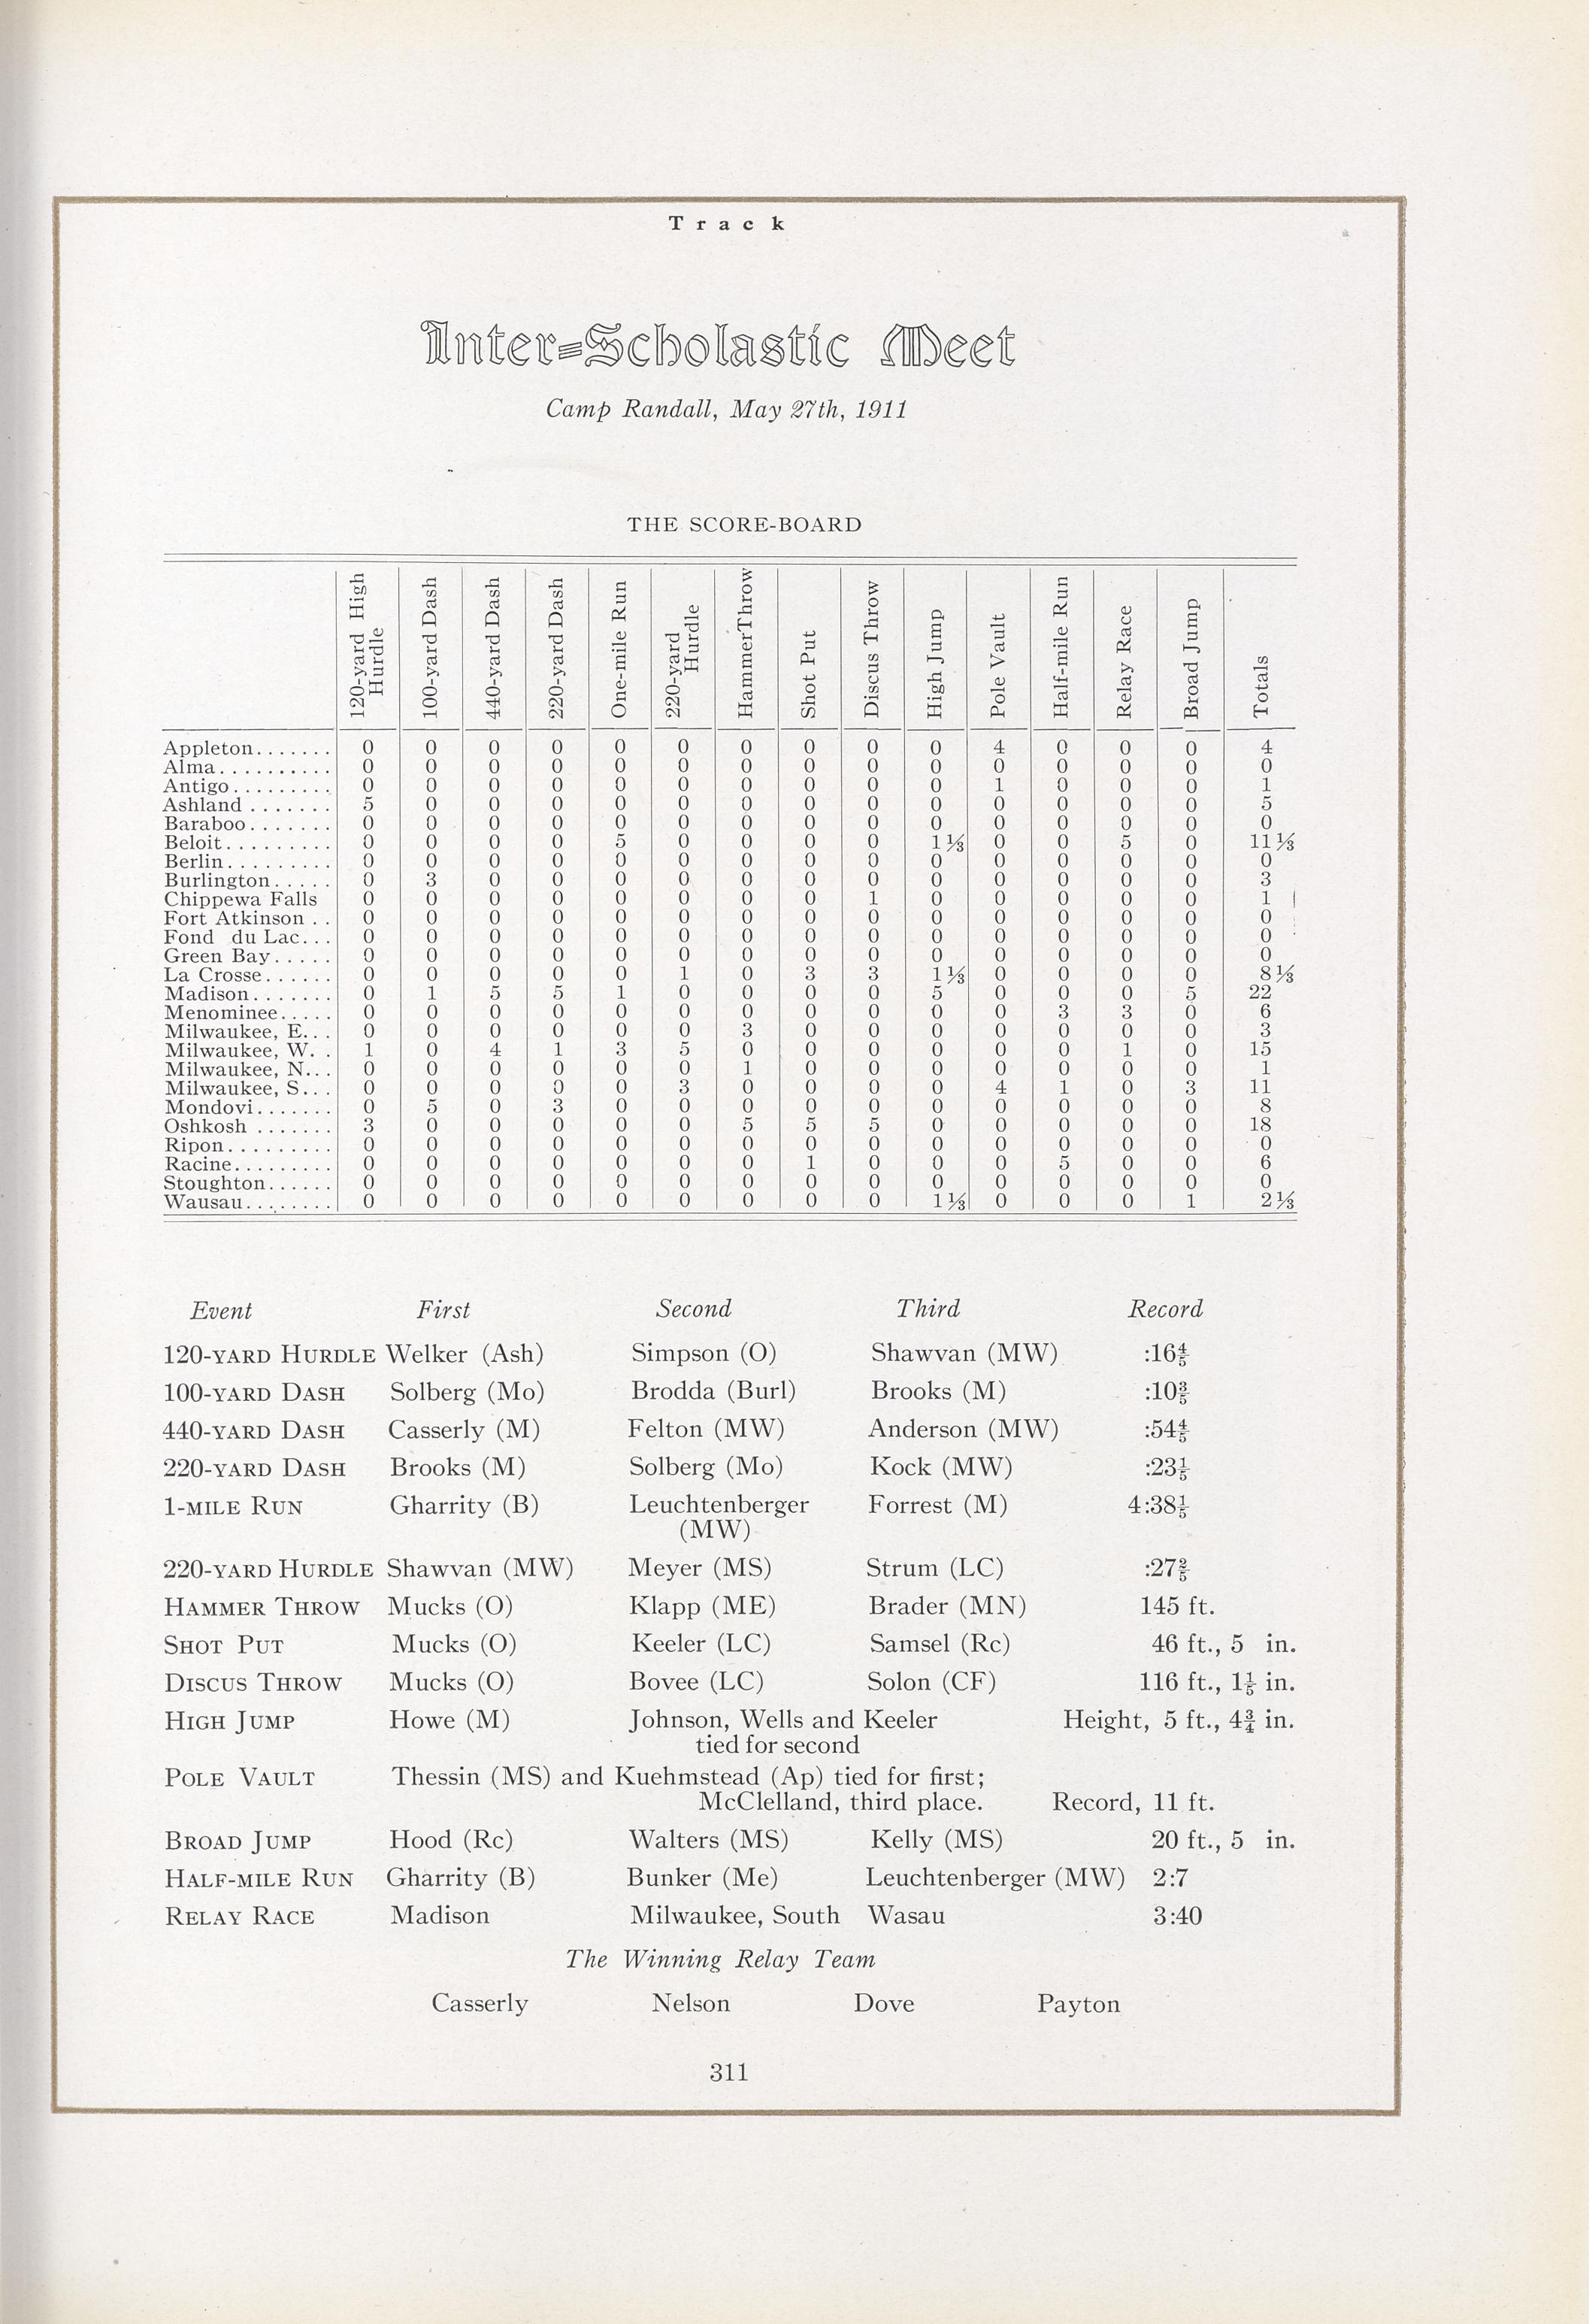 Track
Inter-Scholastic Meet
Camp Randall, May 27th, 1911
THE SCORE-BOARD
120-yard High Hurdle 100-yard Dash 440-yard Dash 220-yard Dash One-mile Run 220-yard Hurdle Hammer Throw Shot Put Discus Throw High Jump Pole Vault Half-mile Run Relay Race Broad Jump Totals
Appleton....... 0 0 0 0 0 0 0 0 0 0 4 0 0 0 4
Alma.......... 0 0 0 0 0 0 0 0 0 0 0 0 0 0 0
Antigo......... 0 0 0 0 0 0 0 0 0 0 1 0 0 0 1
Ashland ....... 5 0 0 0 0 0 0 0 0 0 0 0 0 0 5
Baraboo....... 0 0 0 0 0 0 0 0 0 0 0 0 0 0 0
Beloit......... 0 0 0 0 5 0 0 0 0 1⅓ 0 0 5 0 11⅓
Berlin......... 0 0 0 0 0 0 0 0 0 0 0 0 0 0 0
Burlington..... 0 3 0 0 0 0 0 0 0 0 0 0 0 0 3
Chippewa Falls 0 0 0 0 0 0 0 0 1 0 0 0 0 0 1
Fort Atkinson .. 0 0 0 0 0 0 0 0 0 0 0 0 0 0 0
Fond du Lac... 0 0 0 0 0 0 0 0 0 0 0 0 0 0 0
Green Bay..... 0 0 0 0 0 0 0 0 0 0 0 0 0 0 0
La Crosse...... 0 0 0 0 0 1 0 3 3 1⅓ 0 0 0 0 8⅓
Madison....... 0 1 5 5 1 0 0 0 0 5 0 0 0 5 22
Menominee..... 0 0 0 0 0 0 0 0 0 0 0 3 3 0 6
Milwaukee, E... 0 0 0 0 0 0 3 0 0 0 0 0 0 0 3
Milwaukee, W. . 1 0 4 1 3 5 0 0 0 0 0 0 1 0 15
Milwaukee, N... 0 0 0 0 0 0 1 0 0 0 0 0 0 0 1
Milwaukee, S... 0 0 0 0 0 3 0 0 0 0 4 1 0 3 11
Mondovi....... 0 5 0 3 0 0 0 0 0 0 0 0 0 0 8
Oshkosh ....... 3 0 0 0 0 0 5 5 5 0 0 0 0 0 18
Ripon......... 0 0 0 0 0 0 0 0 0 0 0 0 0 0 0
Racine......... 0 0 0 0 0 0 0 1 0 0 0 5 0 0 6
Stoughton...... 0 0 0 0 0 0 0 0 0 0 0 0 0 0 0
Wausau........ 0 0 0 0 0 0 0 0 0 1⅓ 0 0 0 1 2⅓
Event First Second Third Record
120-YARD HURDLE Welker (Ash) Simpson (O) Shawvan (MW) :16⅘
100-YARD DASH Solberg (Mo) Brodda (Burl) Brooks (M) :10⅗
440-YARD DASH Casserly (M) Felton (MW) Anderson (MW) :54⅘
220-YARD DASH Brooks (M) Solberg (Mo) Kock (MW) :23⅕
1-MILE RUN Gharrity (B) Leuchtenberger Forrest (M) 4:38⅕
(MW)
220-YARD HURDLE Shawvan (MW) Meyer (MS) Strum (LC) :27⅖
HAMMER THROW Mucks (O) Klapp (ME) Brader (MN) 145 ft.
SHOT PUT Mucks (O) Keeler (LC) Samsel (Rc) 46 ft., 5 in.
DISCUS THROW Mucks (O) Bovee (LC) Solon (CF) 116 ft., 1⅕ in.
HIGH JUMP Howe (M) Johnson, Wells and Keeler Height, 5 ft., 4¾ in.
tied for second
POLE VAULT Thessin (MS) and Kuehmstead (Ap) tied for first;
McClelland, third place. Record, 11 ft.
BROAD JUMP Hood (Rc) Walters (MS) Kelly (MS) 20 ft., 5 in.
HALF-MILE RUN Gharrity (B) Bunker (Me) Leuchtenberger (MW) 2:7
RELAY RACE Madison Milwaukee, South Wasau 3:40
The Winning Relay Team
Casserly Nelson Dove Payton
311